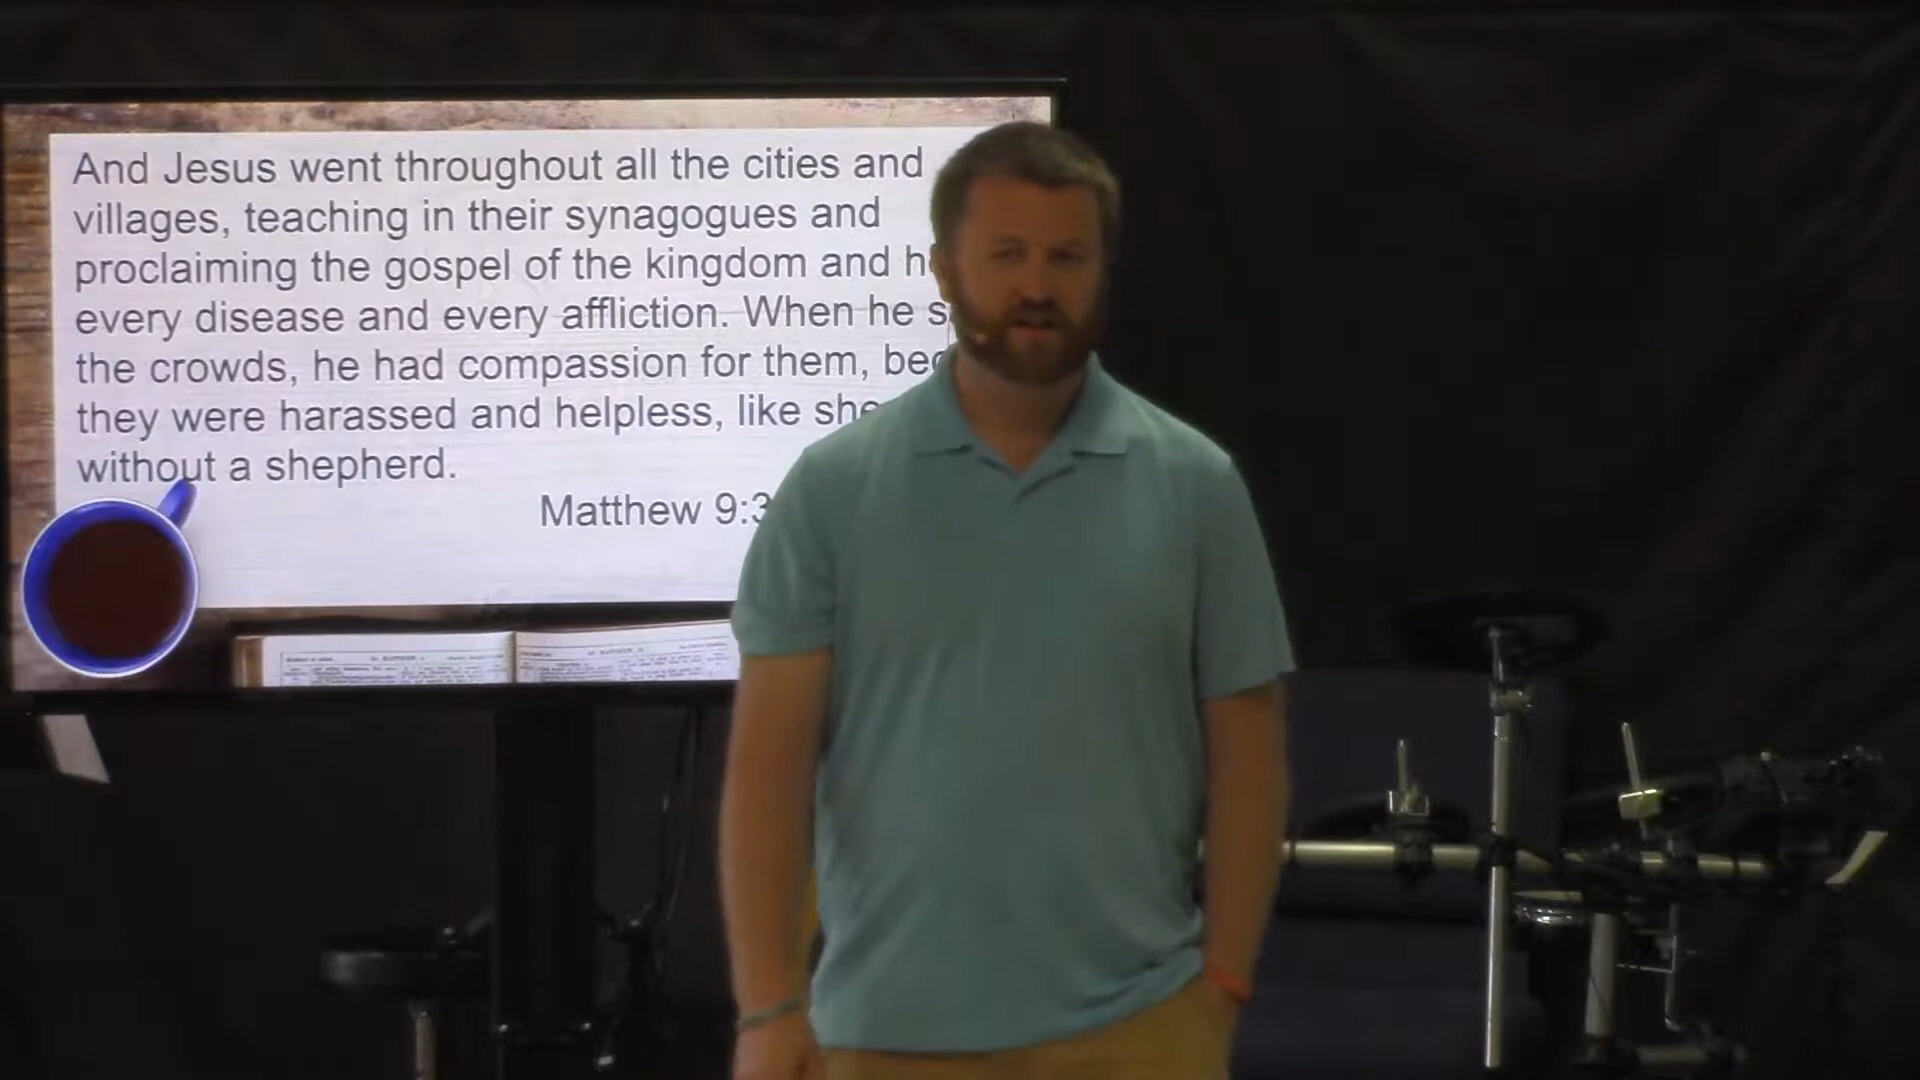 And Jesus went throughout all the cities and
villages, teaching in their synagogues and
proclaiming the gospel of the kingdom and
every disease and every affliction. When he
the crowds, he had compassion for them,
they were harassed and helpless, like
without a shepherd.
Matthew 9:3